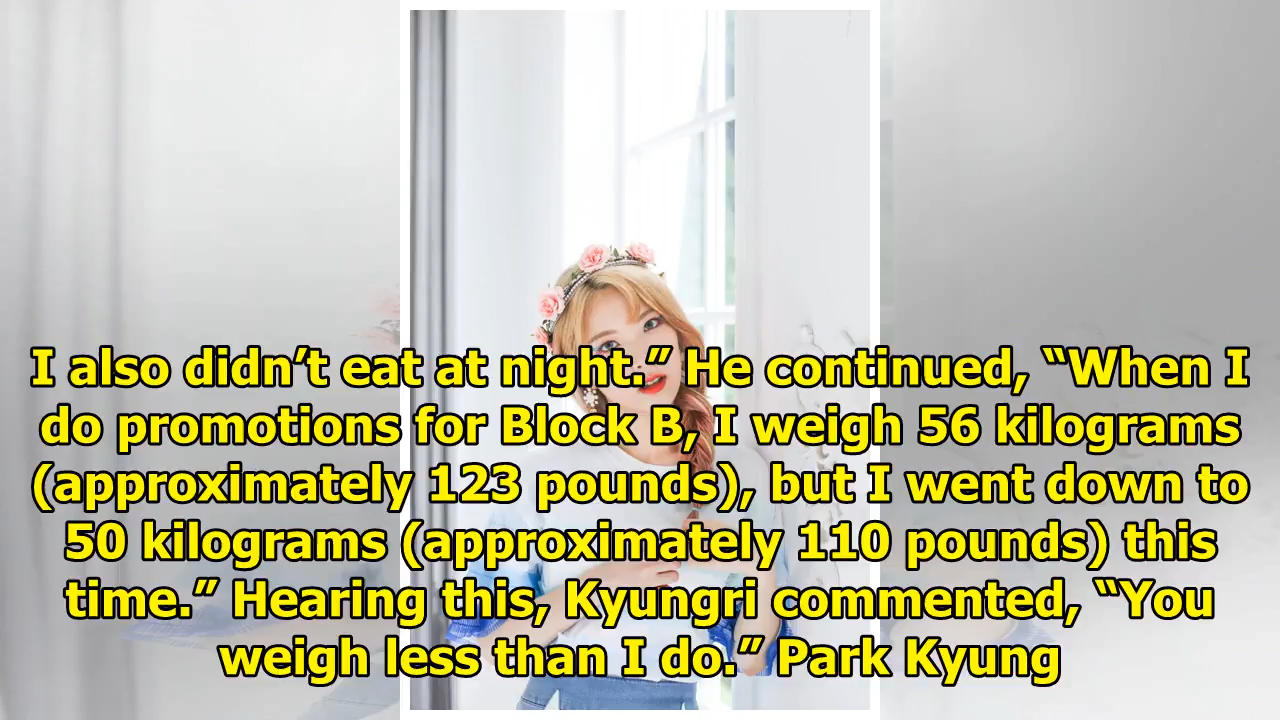 I also didn’t eat at night.” He continued, “When I
do promotions for Block B, I weigh 56 kilograms
(approximately 123 pounds), but I went down to
50 kilograms (approximately 110 pounds) this
time.” Hearing this, Kyungri commented, “You
weigh less than I do.” Park Kyung